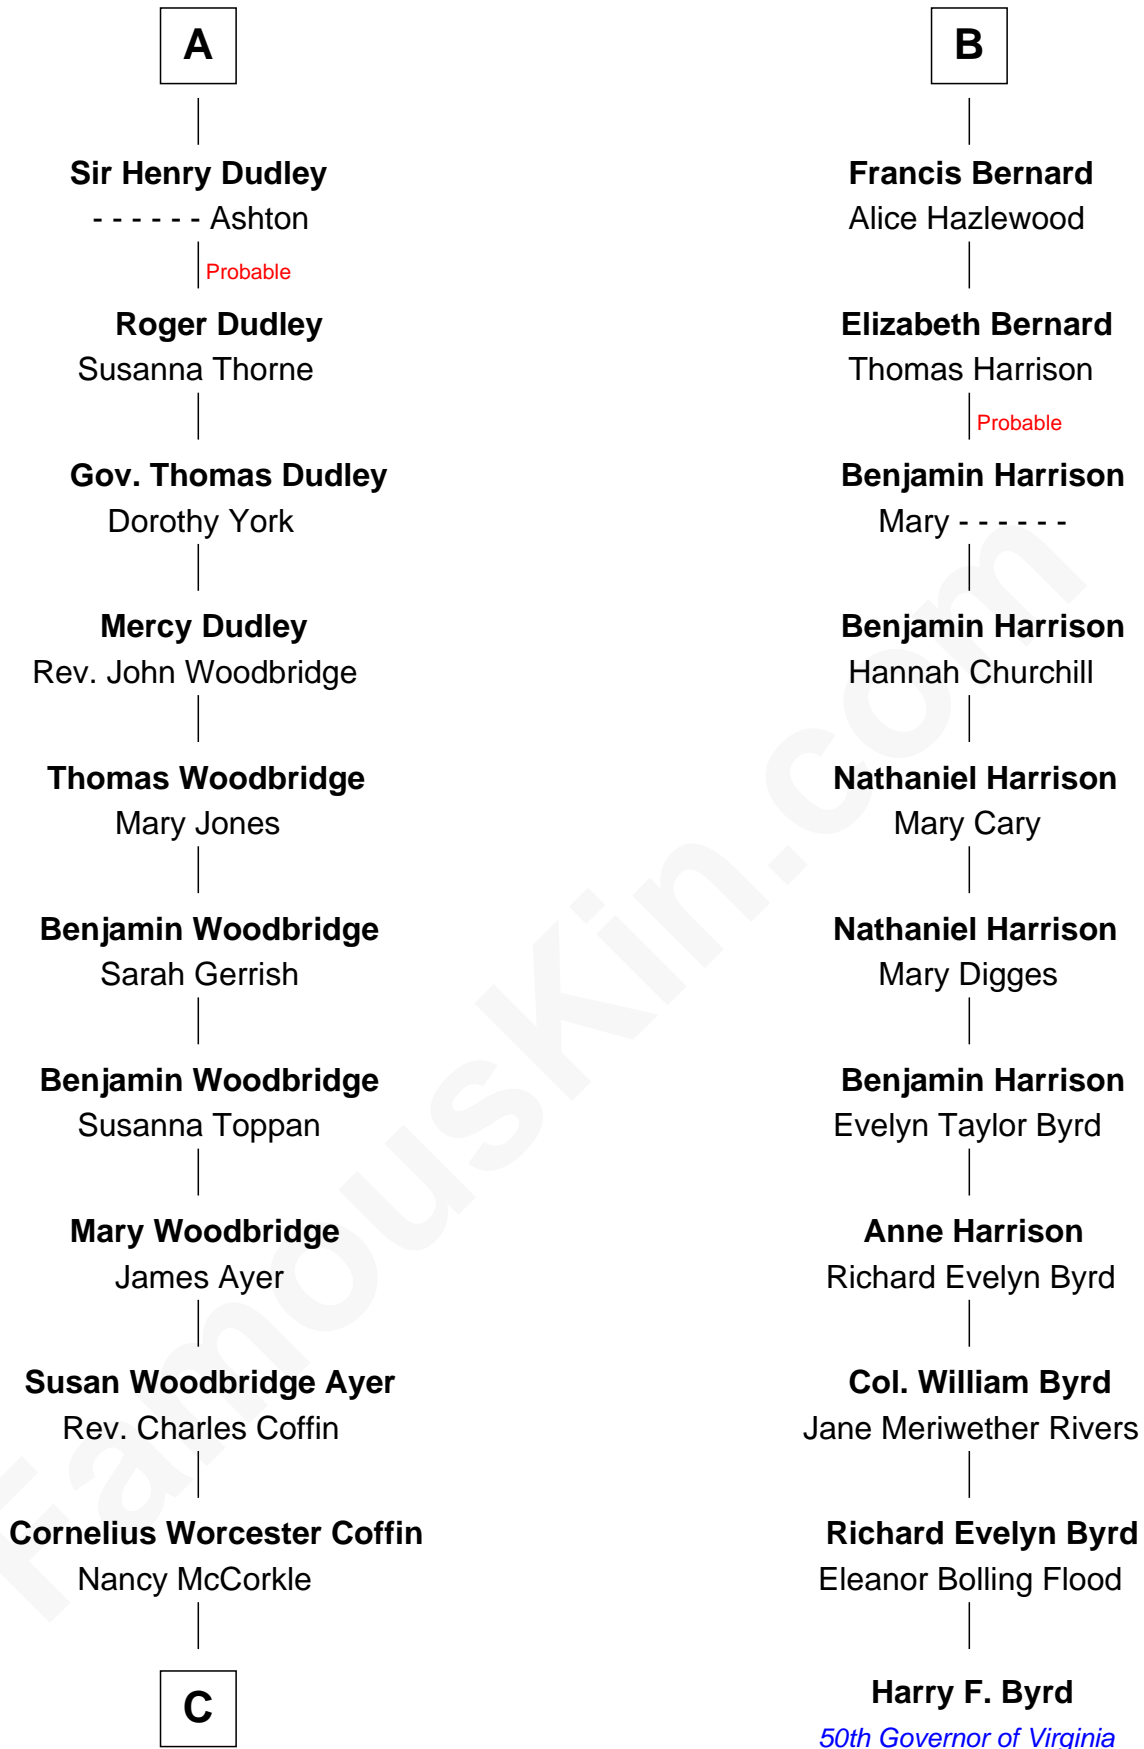 A
Sir Henry Dudley
- - - - - - Ashton
Probable
Roger Dudley
Susanna Thorne
Gov. Thomas Dudley
Dorothy York
Mercy Dudley
Rev. John Woodbridge
Thomas Woodbridge
Mary Jones
Benjamin Woodbridge
Sarah Gerrish
Benjamin Woodbridge
Susanna Toppan
Mary Woodbridge
James Ayer
Susan Woodbridge Ayer
Rev. Charles Coffin
Cornelius Worcester Coffin
Nancy McCorkle
C
B
Francis Bernard
Alice Hazlewood
Elizabeth Bernard
Thomas Harrison
Probable
Benjamin Harrison
Mary - - - - - -
Benjamin Harrison
Hannah Churchill
Nathaniel Harrison
Mary Cary
Nathaniel Harrison
Mary Digges
Benjamin Harrison
Evelyn Taylor Byrd
Anne Harrison
Richard Evelyn Byrd
Col. William Byrd
Jane Meriwether Rivers
Richard Evelyn Byrd
Eleanor Bolling Flood
Harry F. Byrd
50th Governor of Virginia
FamousKin.com